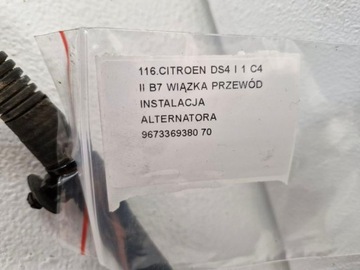 116.CITROEN DS4 I 1 C4
II B7 WIĄZKA PRZEWÓD
INSTALACJA
ALTERNATORA
9673369380 70